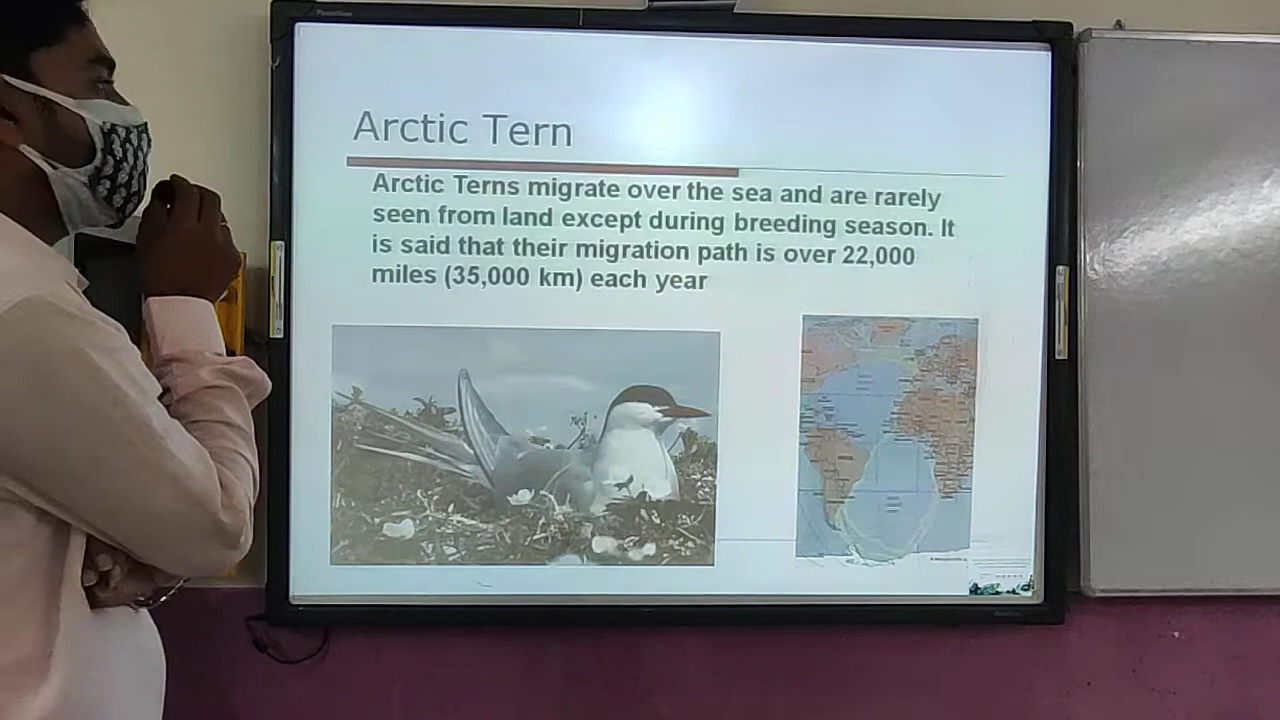 Arctic Tern
Arctic Terns migrate over the sea and are rarely
seen from land except during breeding season. It
is said that their migration path is over 22,000
miles (35,000 km) each year